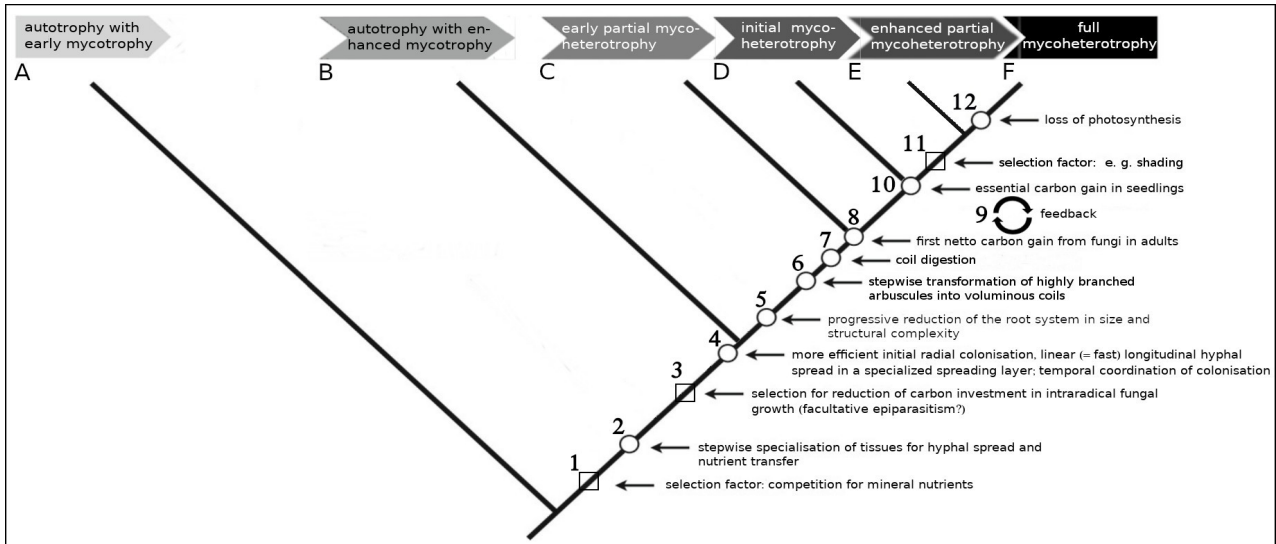 autotrophy with
early mycotrophy
autotrophy with en-
hanced mycotrophy
early partial myco-
heterotrophy
initial myco-
heterotrophy
enhanced partial
mycoheterotrophy
full
mycoheterotrophy
A
B
C
D
E
F
12
loss of photosynthesis
11
selection factor: e. g. shading
10
essential carbon gain in seedlings
9
feedback
8
first netto carbon gain from fungi in adults
7
coil digestion
6
stepwise transformation of highly branched
arbuscules into voluminous coils
5
progressive reduction of the root system in size and
structural complexity
4
more efficient initial radial colonisation, linear (= fast) longitudinal hyphal
spread in a specialized spreading layer; temporal coordination of colonisation
3
selection for reduction of carbon investment in intraradical fungal
growth (facultative epiparasitism?)
2
stepwise specialisation of tissues for hyphal spread and
nutrient transfer
1
selection factor: competition for mineral nutrients